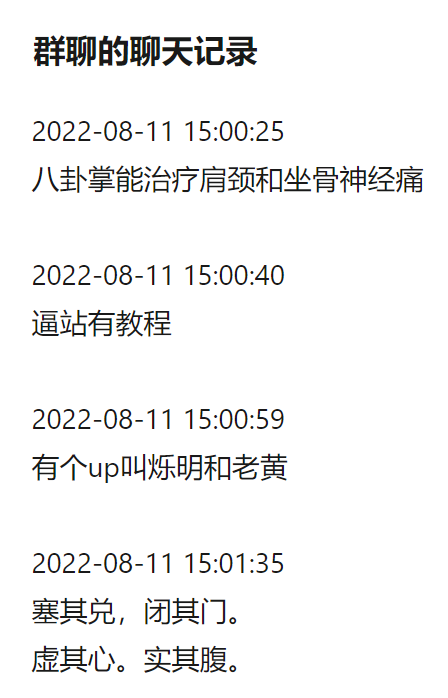 群聊的聊天记录
2022-08-11 15:00:25
八卦掌能治疗肩颈和坐骨神经痛
2022-08-11 15:00:40
逼站有教程
2022-08-11 15:00:59
有个up叫烁明和老黄
2022-08-11 15:01:35
塞其兑，闭其门。
虚其心。实其腹。